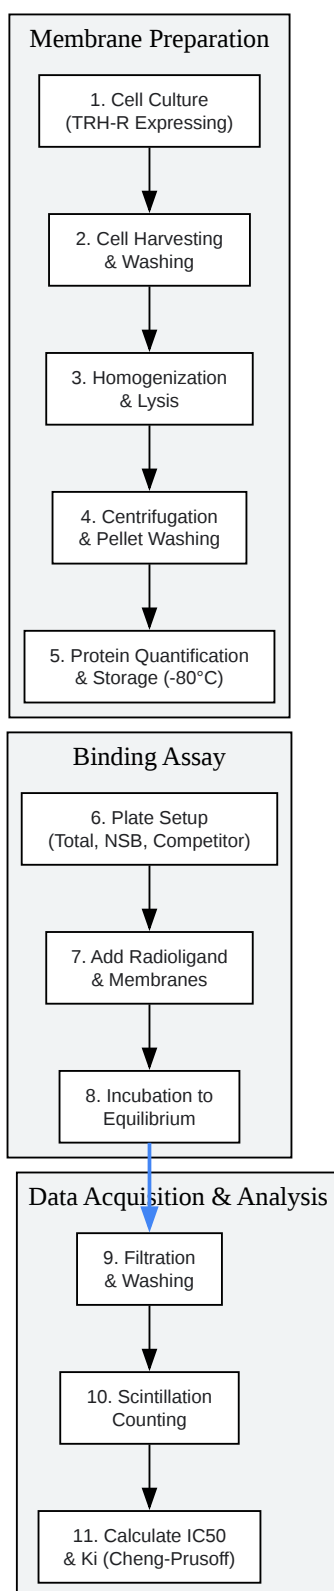 Membrane Preparation
1. Cell Culture
(TRH-R Expressing)
2. Cell Harvesting
& Washing
3. Homogenization
& Lysis
4. Centrifugation
& Pellet Washing
5. Protein Quantification
& Storage (-80°C)
Binding Assay
6. Plate Setup
(Total, NSB, Competitor)
7. Add Radioligand
& Membranes
8. Incubation to
Equilibrium
Data Acquisition & Analysis
9. Filtration
& Washing
10. Scintillation
Counting
11. Calculate IC50
& Ki (Cheng-Prusoff)